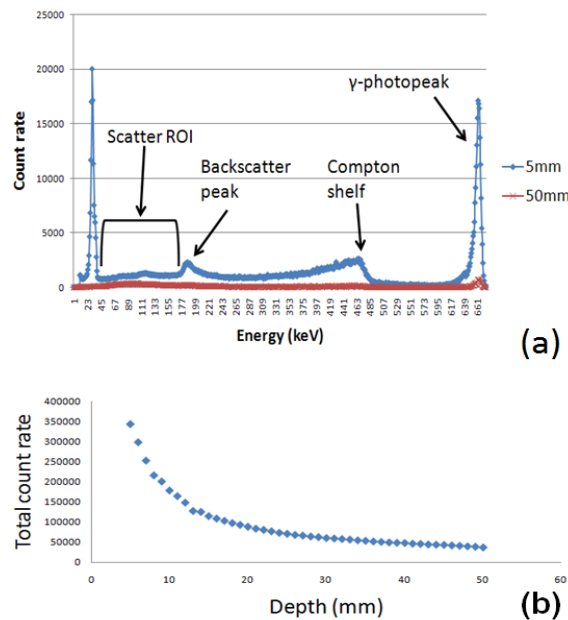 25000
20000
15000
10000
5000
0
Count rate
γ-photopeak
Scatter ROI
Backscatter
peak
Compton
shelf
5mm
50mm
1 23 45 67 89 111 133 155 177 199 221 243 265 287 309 331 353 375 397 419 441 463 485 507 529 551 573 595 617 639 661
Energy (keV)
(a)
400000
350000
300000
250000
200000
150000
100000
50000
0
Total count rate
0 10 20 30 40 50 60
Depth (mm)
(b)